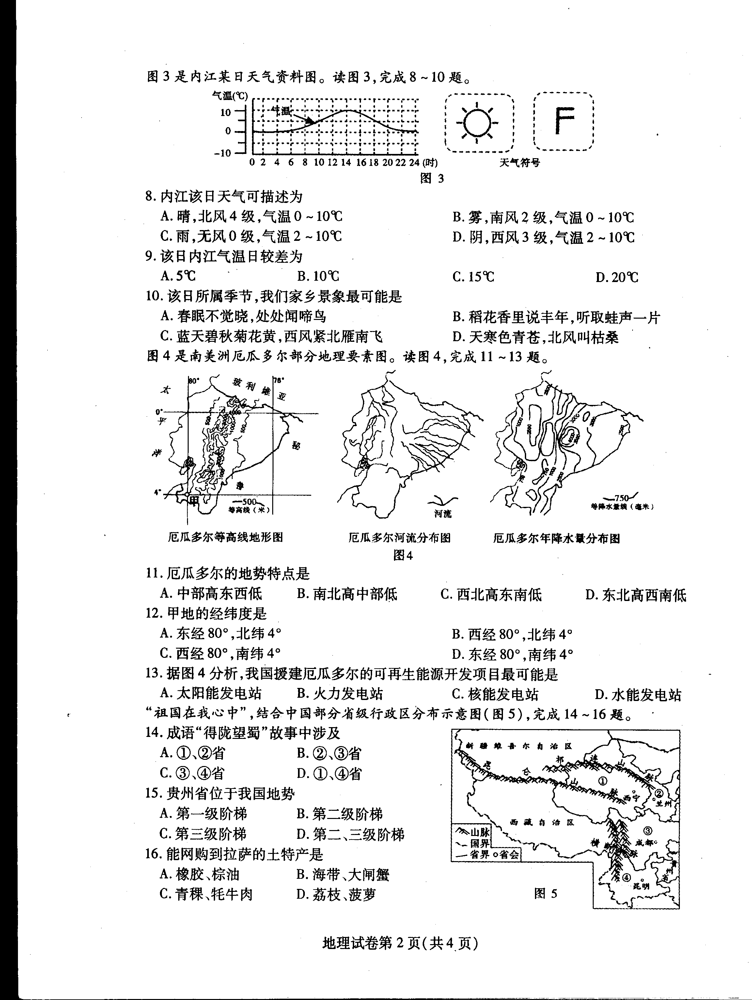 图3是内江某日天气资料图。读图3,完成8~10题。
气温(℃)
10
0
-10
气温
0 2 4 6 8 10 12 14 16 18 20 22 24 (时)
F
天气符号
图 3
8. 内江该日天气可描述为
A. 晴,北风4级,气温0~10℃ B. 雾,南风2级,气温0~10℃
C. 雨,无风0级,气温2~10℃ D. 阴,西风3级,气温2~10℃
9. 该日内江气温日较差为
A. 5℃ B. 10℃ C. 15℃ D. 20℃
10. 该日所属季节,我们家乡景象最可能是
A. 春眠不觉晓,处处闻啼鸟 B. 稻花香里说丰年,听取蛙声一片
C. 蓝天碧秋菊花黄,西风紧北雁南飞 D. 天寒色青苍,北风叫枯桑
图4是南美洲厄瓜多尔部分地理要素图。读图4,完成11~13题。
80° 玻利维亚 76°
太平洋
0°
4°
秘鲁
甲
500
等高线(米)
河流
750
等降水量线(毫米)
厄瓜多尔等高线地形图 厄瓜多尔河流分布图 厄瓜多尔年降水量分布图
图4
11. 厄瓜多尔的地势特点是
A. 中部高东西低 B. 南北高中部低 C. 西北高东南低 D. 东北高西南低
12. 甲地的经纬度是
A. 东经80°,北纬4° B. 西经80°,北纬4°
C. 西经80°,南纬4° D. 东经80°,南纬4°
13. 据图4分析,我国援建厄瓜多尔的可再生能源开发项目最可能是
A. 太阳能发电站 B. 火力发电站 C. 核能发电站 D. 水能发电站
“祖国在我心中”,结合中国部分省级行政区分布示意图(图5),完成14~16题。
14. 成语“得陇望蜀”故事中涉及
A. ①、②省 B. ②、③省
C. ③、④省 D. ①、④省
15. 贵州省位于我国地势
A. 第一级阶梯 B. 第二级阶梯
C. 第三级阶梯 D. 第二、三级阶梯
16. 能网购到拉萨的土特产是
A. 橡胶、棕油 B. 海带、大闸蟹
C. 青稞、牦牛肉 D. 荔枝、菠萝
新疆维吾尔自治区
祁连山脉
昆仑山脉
①
西宁
②
兰州
西藏自治区
③
成都
横断山脉
④
昆明
贵州省
山脉
国界
省界 省会
图 5
地理试卷第2页(共4页)